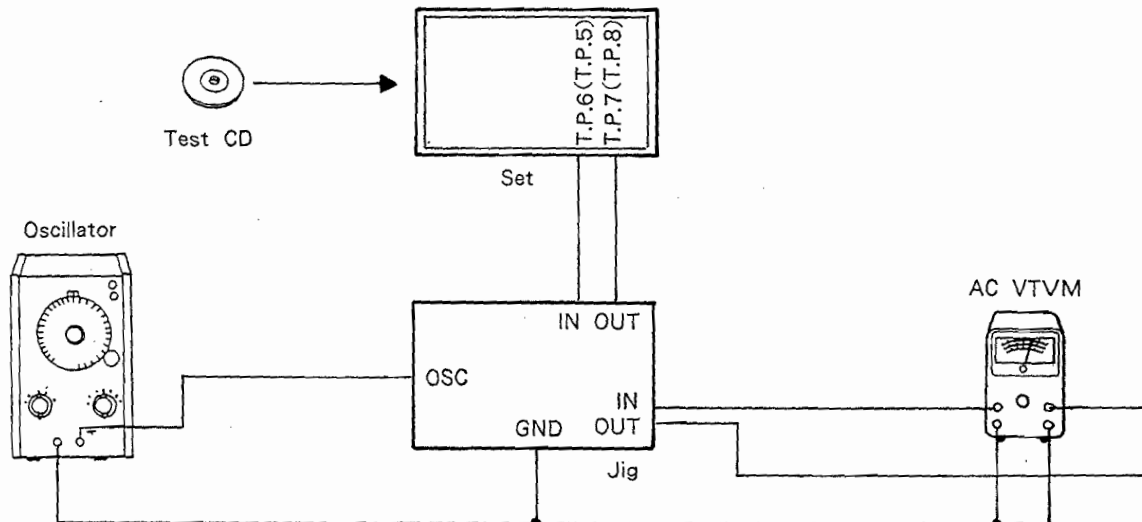 T.P.6(T.P.5)
T.P.7(T.P.8)
Test CD
Set
Oscillator
AC VTVM
IN OUT
OSC
IN
GND OUT
Jig